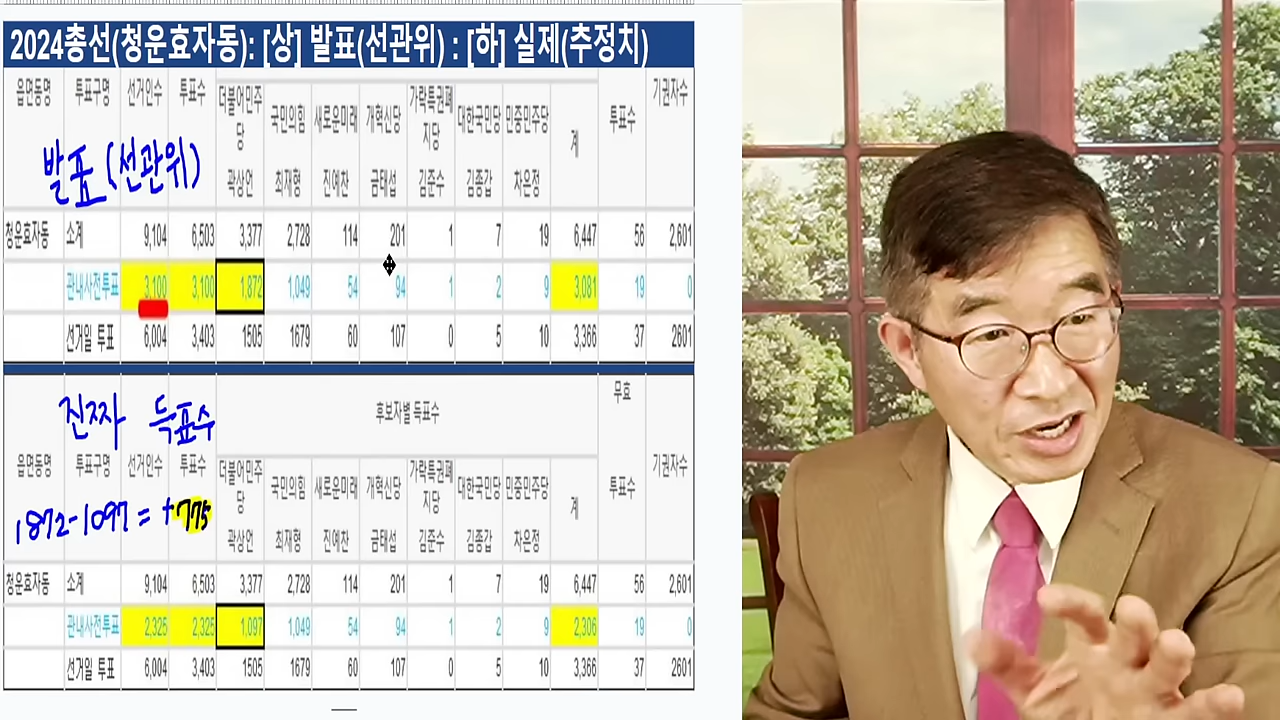 2024총선(청운효자동): [상] 발표(선관위) : [하] 실제(추정치)
읍면동명 투표구명 선거인수 투표수 더불어민주당 곽상언 국민의힘 최재형 새로운미래 진예찬 개혁신당 금태섭 가락특권폐지당 김준수 대한국민당 김종갑 민중민주당 차은정 계 투표수 기권자수
발표(선관위)
청운효자동 소계 9,104 6,503 3,377 2,728 114 201 1 7 19 6,447 56 2,601
관내사전투표 3,100 3,100 1,872 1,049 54 94 1 2 9 3,081 19 0
선거일 투표 6,004 3,403 1505 1679 60 107 0 5 10 3,366 37 2601
진짜 득표수
후보자별 득표수
읍면동명 투표구명 선거인수 투표수 더불어민주당 곽상언 국민의힘 최재형 새로운미래 진예찬 개혁신당 금태섭 가락특권폐지당 김준수 대한국민당 김종갑 민중민주당 차은정 계 무효 투표수 기권자수
1872-1097 = +775
청운효자동 소계 9,104 6,503 3,377 2,728 114 201 1 7 19 6,447 56 2,601
관내사전투표 2,325 2,325 1,097 1,049 54 94 1 2 9 2,306 19 0
선거일 투표 6,004 3,403 1505 1679 60 107 0 5 10 3,366 37 2601